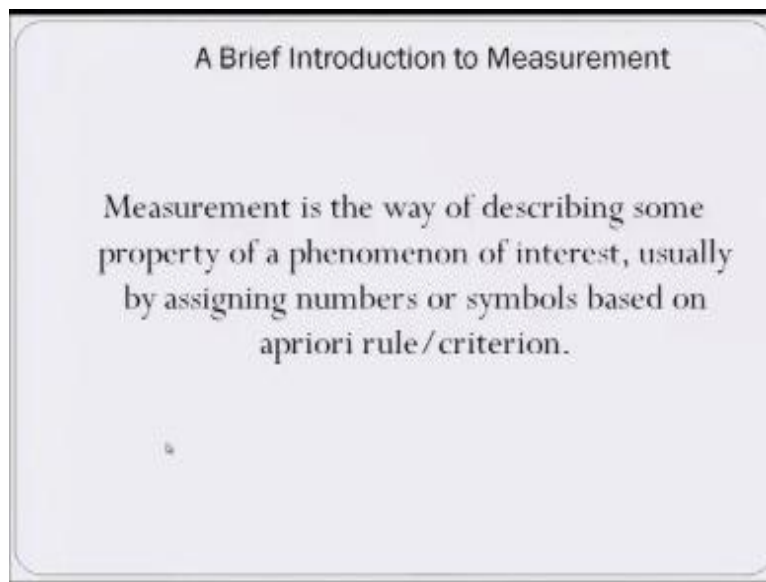 A Brief Introduction to Measurement
Measurement is the way of describing some
property of a phenomenon of interest, usually
by assigning numbers or symbols based on
apriori rule/criterion.